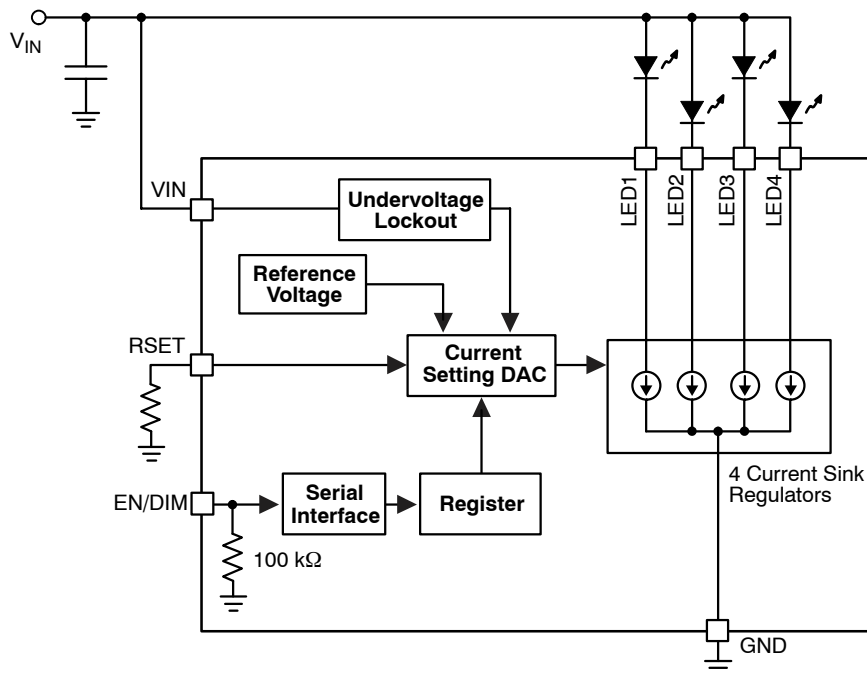 VIN
LED1
LED2
LED3
LED4
VIN
Undervoltage
Lockout
Reference
Voltage
RSET
Current
Setting DAC
4 Current Sink
Regulators
EN/DIM
Serial
Interface
Register
100 kΩ
GND